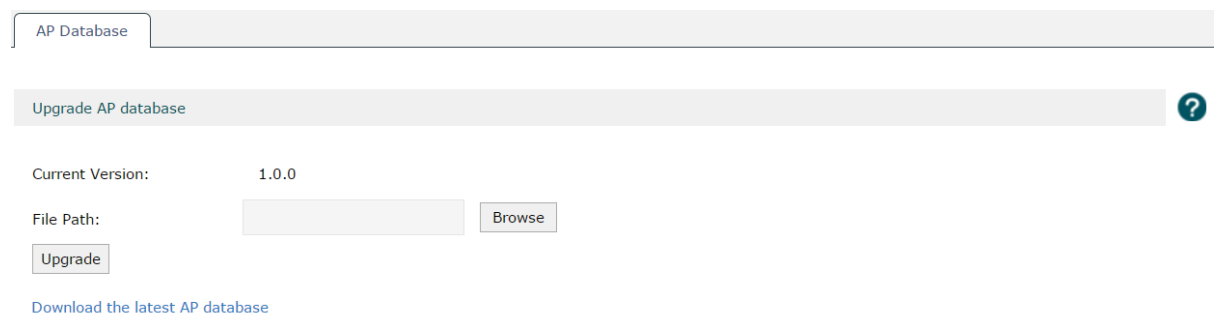 AP Database
Upgrade AP database
?
Current Version: 1.0.0
File Path: Browse
Upgrade
Download the latest AP database